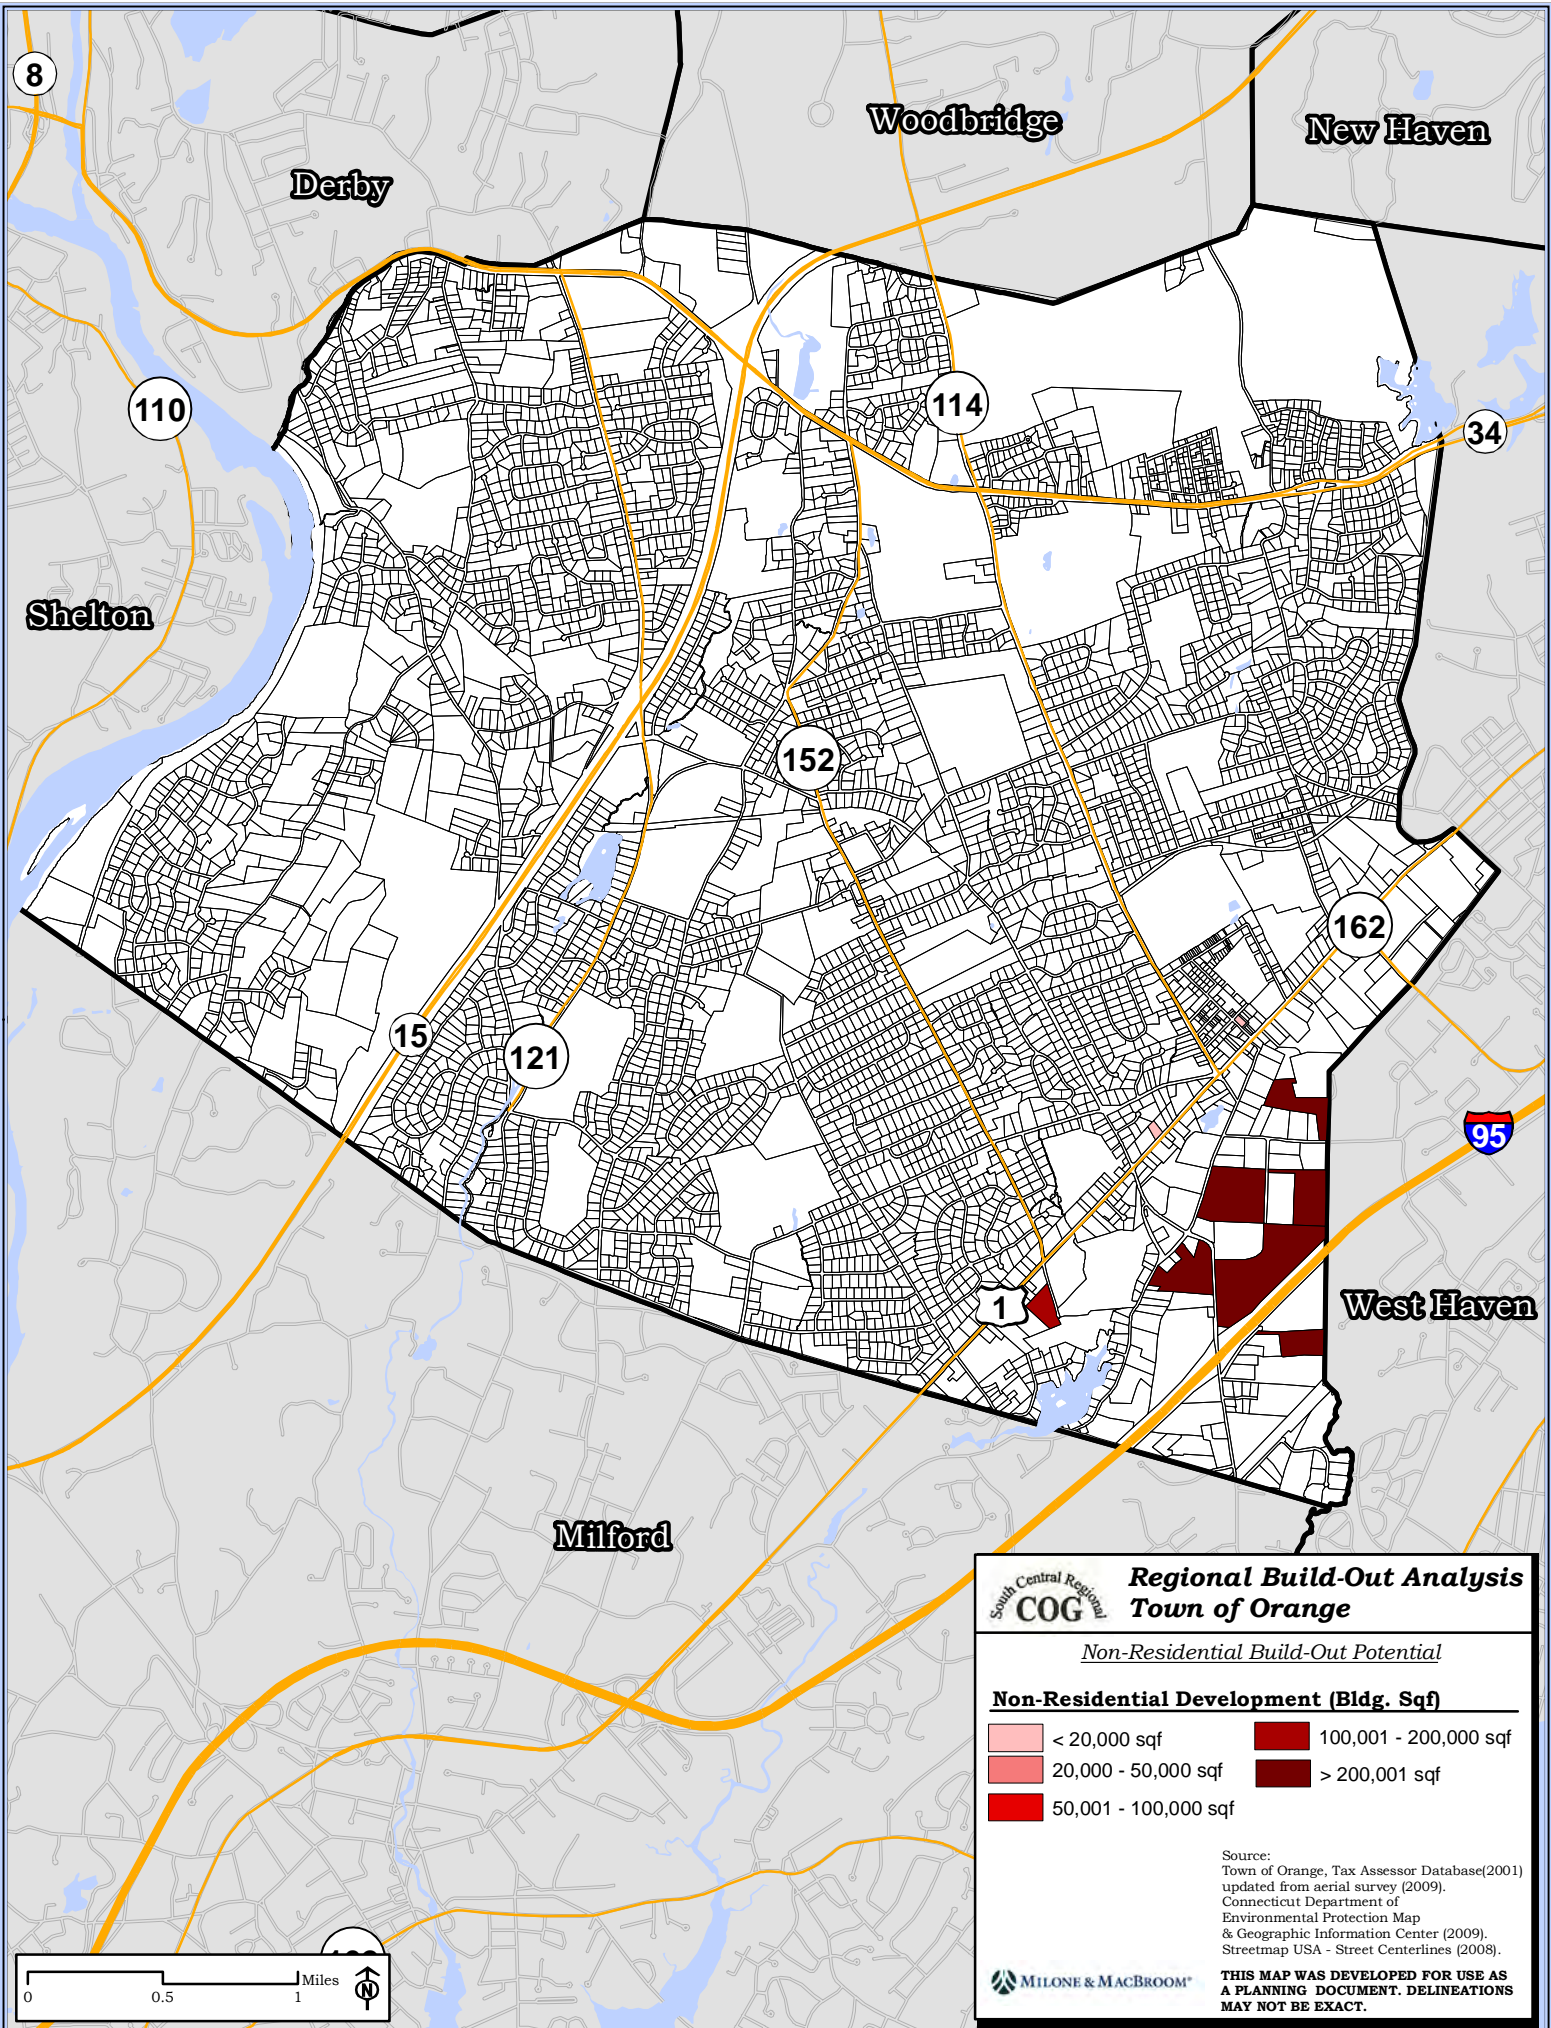 8
Woodbridge
New Haven
Derby
110
114
34
Shelton
152
162
15
121
95
1
West Haven
Milford
South Central Regional
COG
Regional Build-Out Analysis
Town of Orange
Non-Residential Build-Out Potential
Non-Residential Development (Bldg. Sqf)
< 20,000 sqf
20,000 - 50,000 sqf
50,001 - 100,000 sqf
100,001 - 200,000 sqf
> 200,001 sqf
Source:
Town of Orange, Tax Assessor Database(2001)
updated from aerial survey (2009).
Connecticut Department of
Environmental Protection Map
& Geographic Information Center (2009).
Streetmap USA - Street Centerlines (2008).
MILONE & MACBROOM®
THIS MAP WAS DEVELOPED FOR USE AS
A PLANNING DOCUMENT. DELINEATIONS
MAY NOT BE EXACT.
Miles
0 0.5 1
N